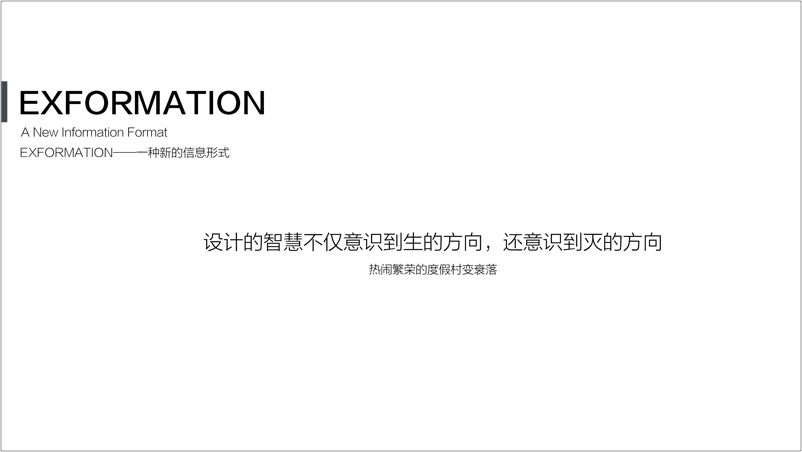 EXFORMATION
A New Information Format
EXFORMATION——一种新的信息形式
设计的智慧不仅意识到生的方向，还意识到灭的方向
热闹繁荣的度假村变衰落